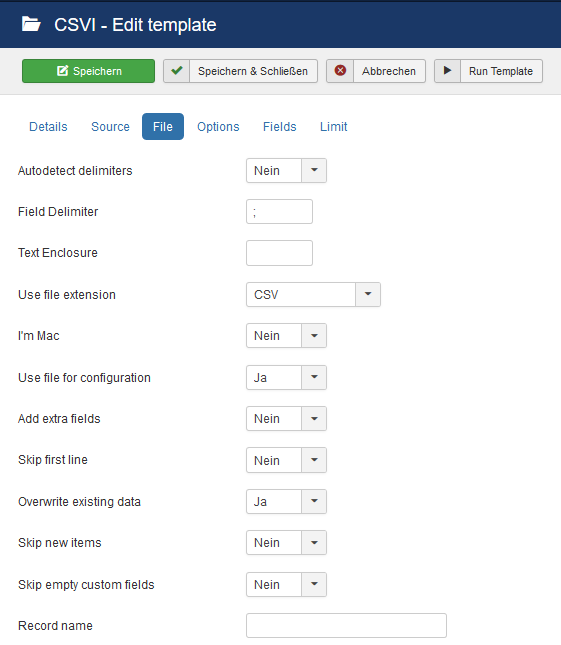 CSVI - Edit template
Speichern Speichern & Schließen Abbrechen Run Template
Details Source File Options Fields Limit
Autodetect delimiters Nein
Field Delimiter ;
Text Enclosure
Use file extension CSV
I'm Mac Nein
Use file for configuration Ja
Add extra fields Nein
Skip first line Nein
Overwrite existing data Ja
Skip new items Nein
Skip empty custom fields Nein
Record name